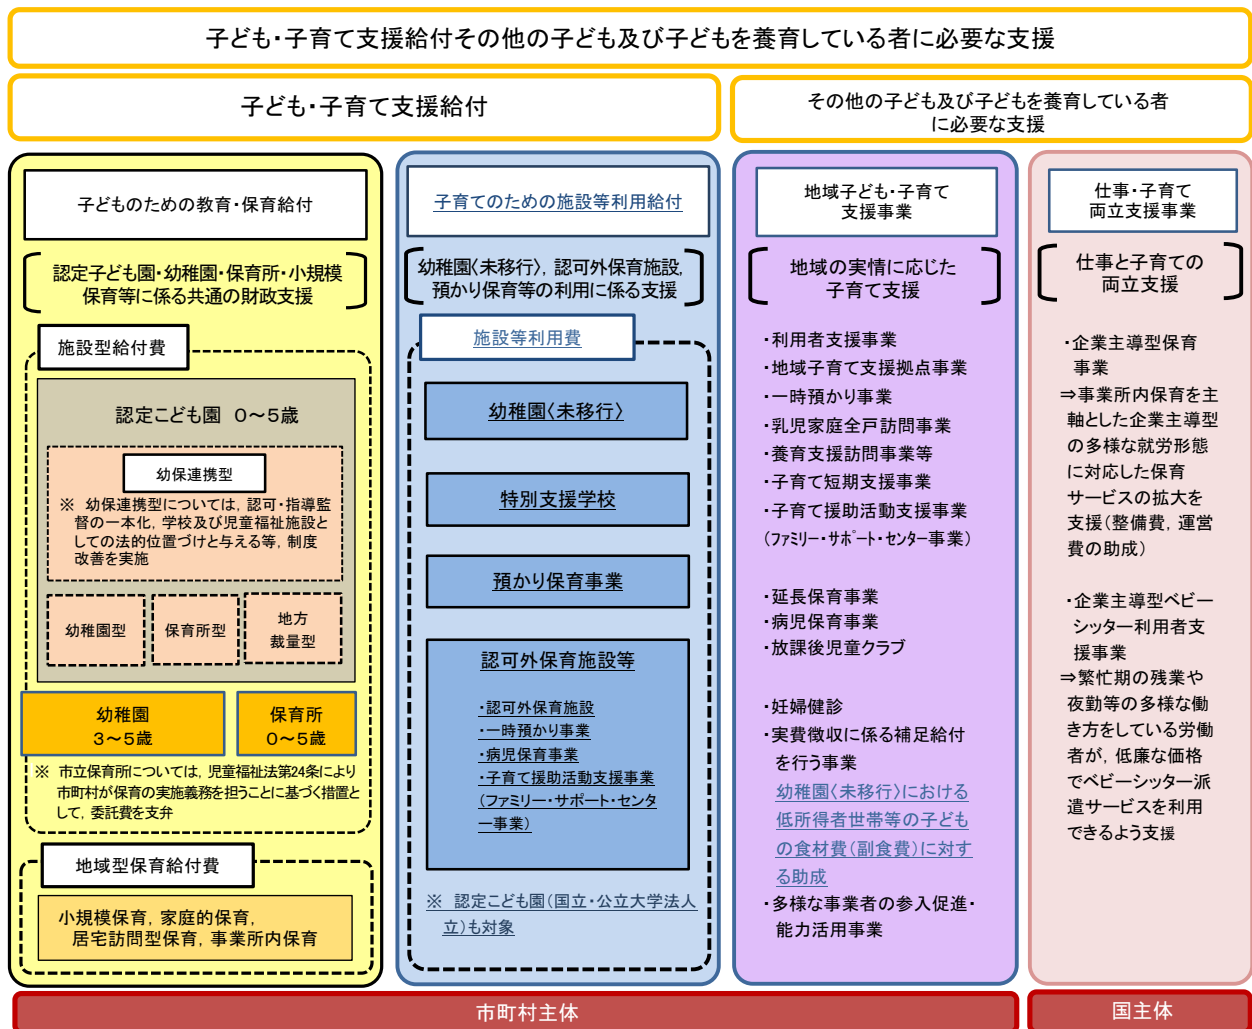 子ども・子育て支援給付その他の子ども及び子どもを養育している者に必要な支援
子ども・子育て支援給付
その他の子ども及び子どもを養育している者
に必要な支援
子どものための教育・保育給付
認定子ども園・幼稚園・保育所・小規模
保育等に係る共通の財政支援
施設型給付費
認定こども園 0～5歳
幼保連携型
※ 幼保連携型については，認可・指導監
督の一本化，学校及び児童福祉施設と
しての法的位置づけと与える等，制度
改善を実施
幼稚園型
保育所型
地方
裁量型
幼稚園
3～5歳
保育所
0～5歳
※ 市立保育所については，児童福祉法第24条により
市町村が保育の実施義務を担うことに基づく措置と
して，委託費を支弁
地域型保育給付費
小規模保育，家庭的保育，
居宅訪問型保育，事業所内保育
子育てのための施設等利用給付
幼稚園〈未移行〉，認可外保育施設，
預かり保育等の利用に係る支援
施設等利用費
幼稚園〈未移行〉
特別支援学校
預かり保育事業
認可外保育施設等
・認可外保育施設
・一時預かり事業
・病児保育事業
・子育て援助活動支援事業
（ファミリー・サポート・センタ
ー事業）
※ 認定こども園（国立・公立大学法人
立）も対象
地域子ども・子育て
支援事業
地域の実情に応じた
子育て支援
・利用者支援事業
・地域子育て支援拠点事業
・一時預かり事業
・乳児家庭全戸訪問事業
・養育支援訪問事業等
・子育て短期支援事業
・子育て援助活動支援事業
（ﾌｧﾐﾘｰ・ｻﾎﾟｰﾄ・ｾﾝﾀｰ事業）
・延長保育事業
・病児保育事業
・放課後児童クラブ
・妊婦健診
・実費徴収に係る補足給付
を行う事業
幼稚園〈未移行〉における
低所得者世帯等の子ども
の食材費（副食費）に対す
る助成
・多様な事業者の参入促進・
能力活用事業
仕事・子育て
両立支援事業
仕事と子育ての
両立支援
・企業主導型保育
事業
⇒事業所内保育を主
軸とした企業主導型
の多様な就労形態
に対応した保育
サービスの拡大を
支援（整備費，運営
費の助成）
・企業主導型ベビー
シッター利用者支
援事業
⇒繁忙期の残業や
夜勤等の多様な働
き方をしている労働
者が，低廉な価格
でベビーシッター派
遣サービスを利用
できるよう支援
市町村主体
国主体